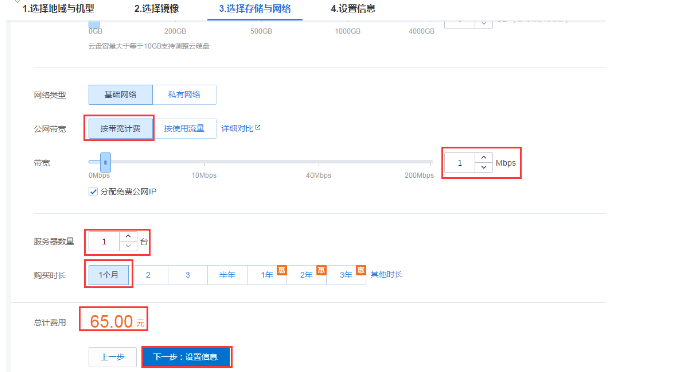 1.选择地域与机型 2.选择镜像 3.选择存储与网络 4.设置信息
0GB 200GB 500GB 1000GB 4000GB
云盘容量大于等于10GB支持调整云硬盘
网络类型 基础网络 私有网络
公网带宽 按带宽计费 按使用流量 详细对比
带宽 1 Mbps
0Mbps 10Mbps 40Mbps 200Mbps
分配免费公网IP
服务器数量 1 台
购买时长 1个月 2 3 半年 1年 惠 2年 惠 3年 惠 其他时长
总计费用 65.00 元
上一步 下一步：设置信息